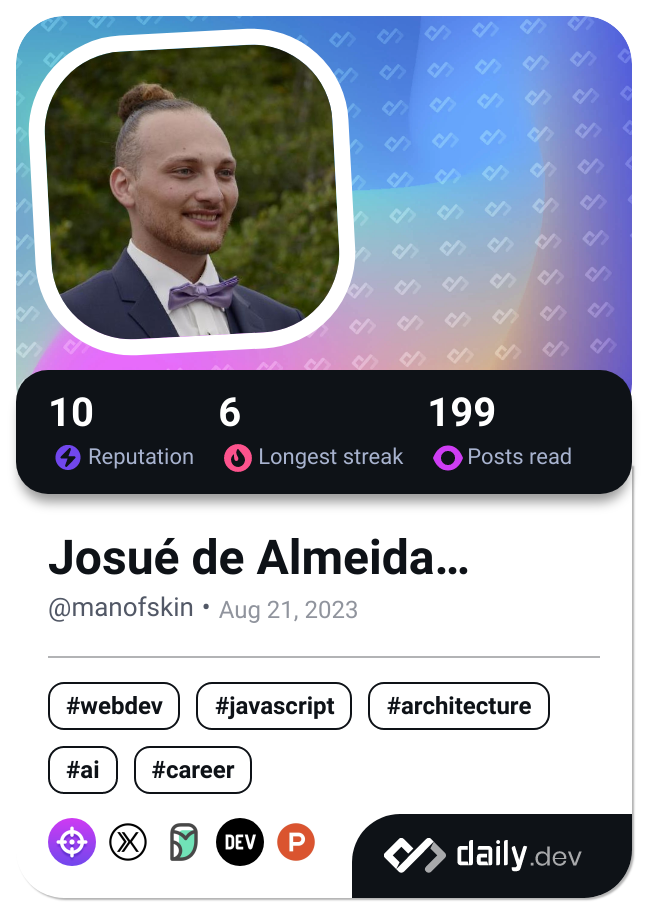 10 6 199
Reputation Longest streak Posts read
Josué de Almeida...
@manofskin • Aug 21, 2023
#webdev #javascript #architecture
#ai #career
DEV P daily.dev